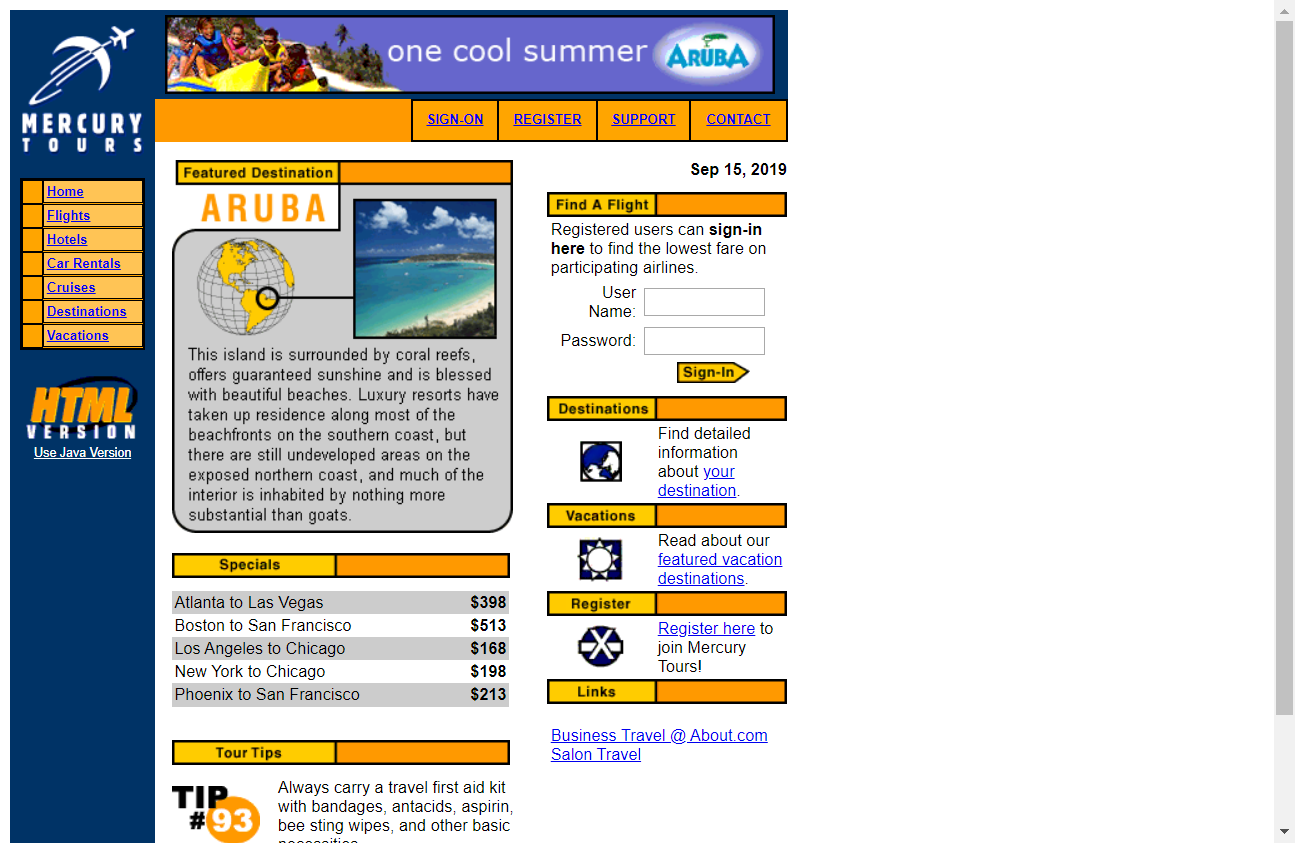 one cool summer
ARUBA
MERCURY
TOURS
SIGN-ON
REGISTER
SUPPORT
CONTACT
Home
Flights
Hotels
Car Rentals
Cruises
Destinations
Vacations
HTML
VERSION
Use Java Version
Featured Destination
ARUBA
This island is surrounded by coral reefs,
offers guaranteed sunshine and is blessed
with beautiful beaches. Luxury resorts have
taken up residence along most of the
beachfronts on the southern coast, but
there are still undeveloped areas on the
exposed northern coast, and much of the
interior is inhabited by nothing more
substantial than goats.
Specials
Atlanta to Las Vegas $398
Boston to San Francisco $513
Los Angeles to Chicago $168
New York to Chicago $198
Phoenix to San Francisco $213
Tour Tips
TIP
#93
Always carry a travel first aid kit
with bandages, antacids, aspirin,
bee sting wipes, and other basic
necessities.
Sep 15, 2019
Find A Flight
Registered users can sign-in
here to find the lowest fare on
participating airlines.
User
Name:
Password:
Sign-In
Destinations
Find detailed
information
about your
destination.
Vacations
Read about our
featured vacation
destinations.
Register
Register here to
join Mercury
Tours!
Links
Business Travel @ About.com
Salon Travel